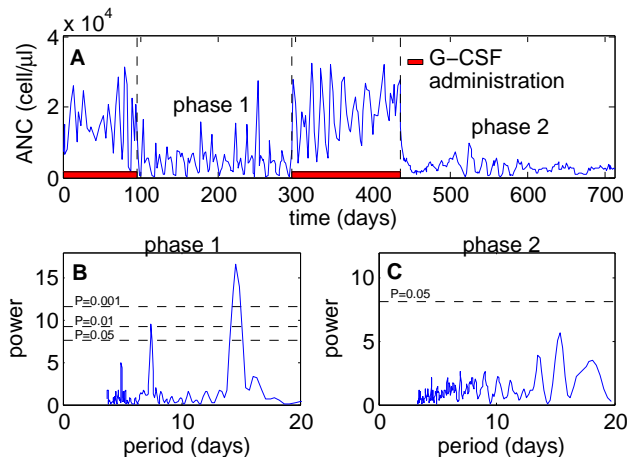 x 10⁴
4
2
0
ANC (cell/µl)
A
phase 1
phase 2
G−CSF
administration
0 100 200 300 400 500 600 700
time (days)
phase 1
B
15
10
5
0
power
P=0.001
P=0.01
P=0.05
0 10 20
period (days)
phase 2
C
10
5
0
power
P=0.05
0 10 20
period (days)